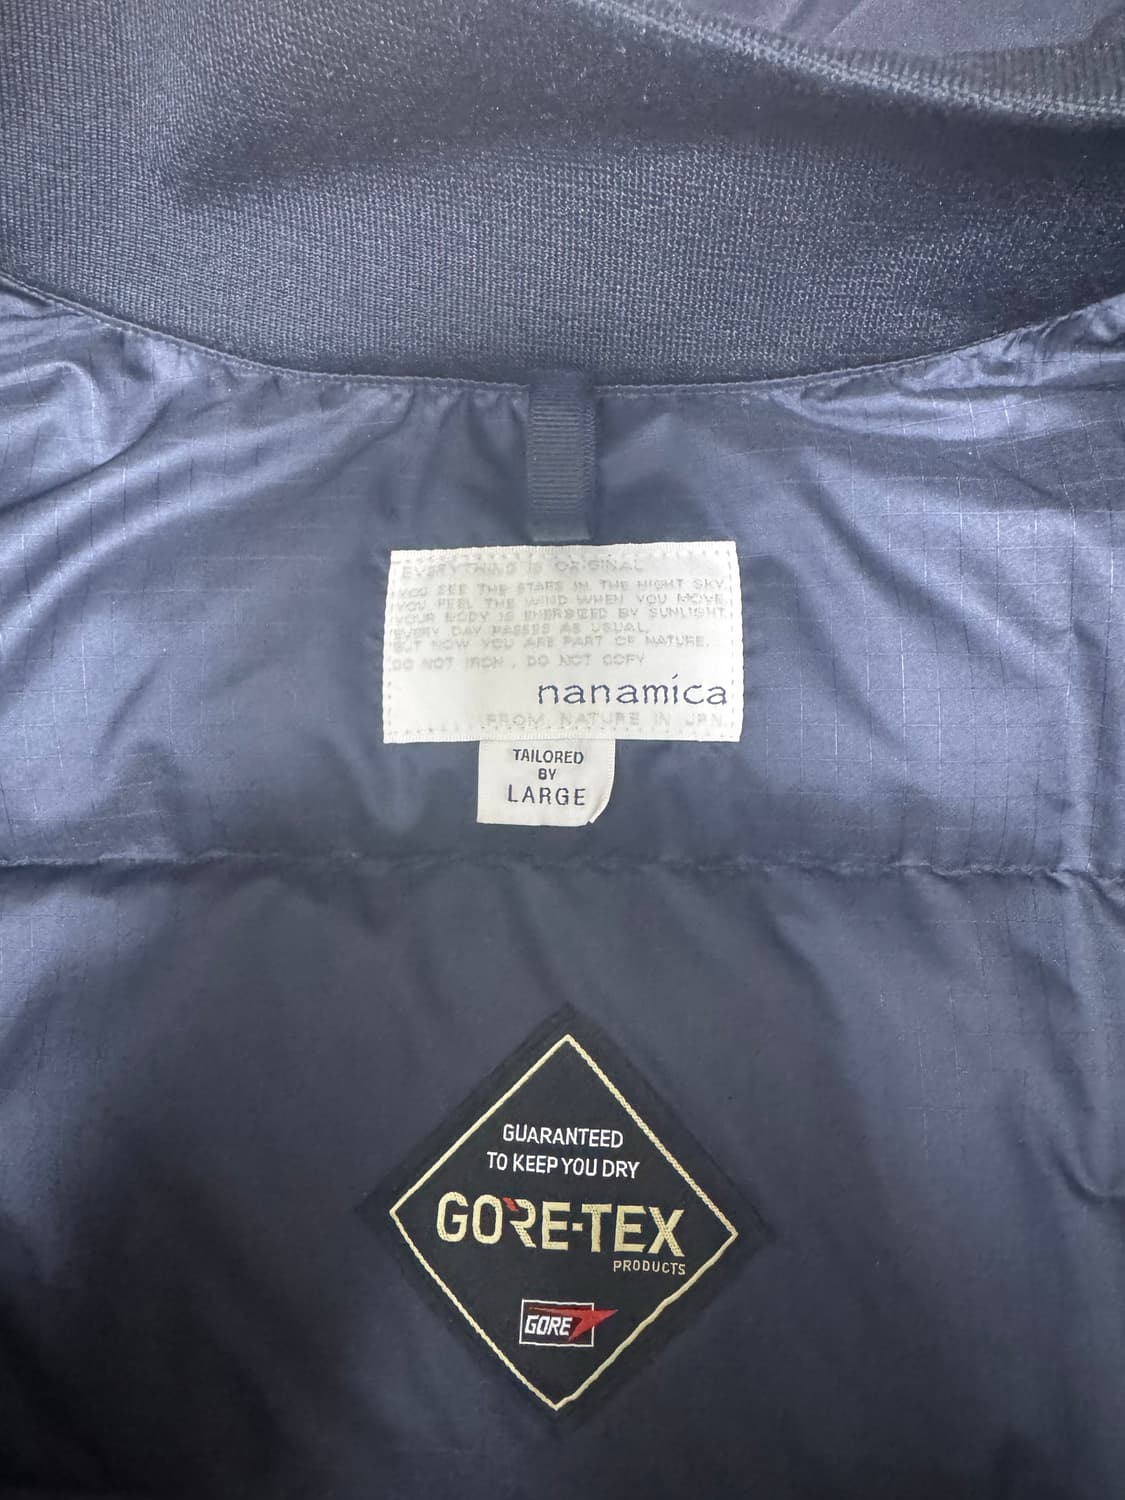 EVERYTHING IS ORIGINAL
YOU SEE THE STARS IN THE NIGHT SKY,
YOU FEEL THE WIND WHEN YOU MOVE,
YOUR BODY IS ENERGIZED BY SUNLIGHT,
EVERY DAY PASSES AS USUAL,
BUT NOW YOU ARE PART OF NATURE.
DO NOT IRON , DO NOT COPY
nanamica
FROM NATURE IN JPN.
TAILORED
BY
LARGE
GUARANTEED
TO KEEP YOU DRY
GORE-TEX
PRODUCTS
GORE